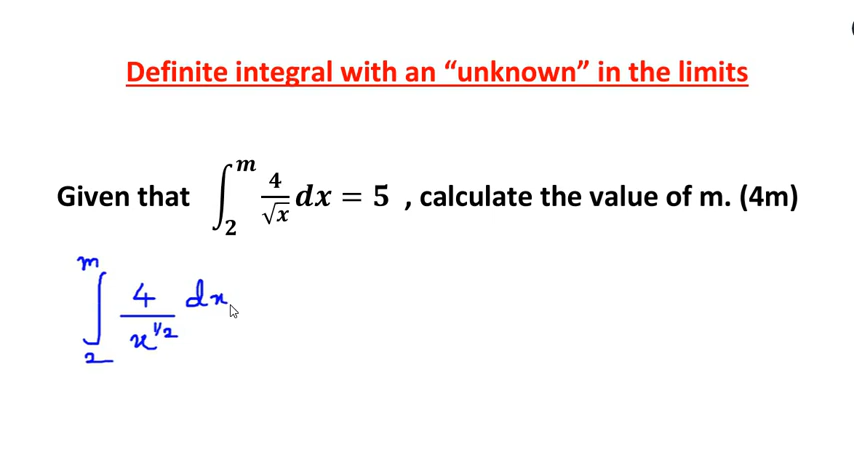 Definite integral with an “unknown” in the limits
Given that ∫₂ᵐ 4/√x dx = 5 , calculate the value of m. (4m)
∫₂ᵐ 4/x^(1/2) dx